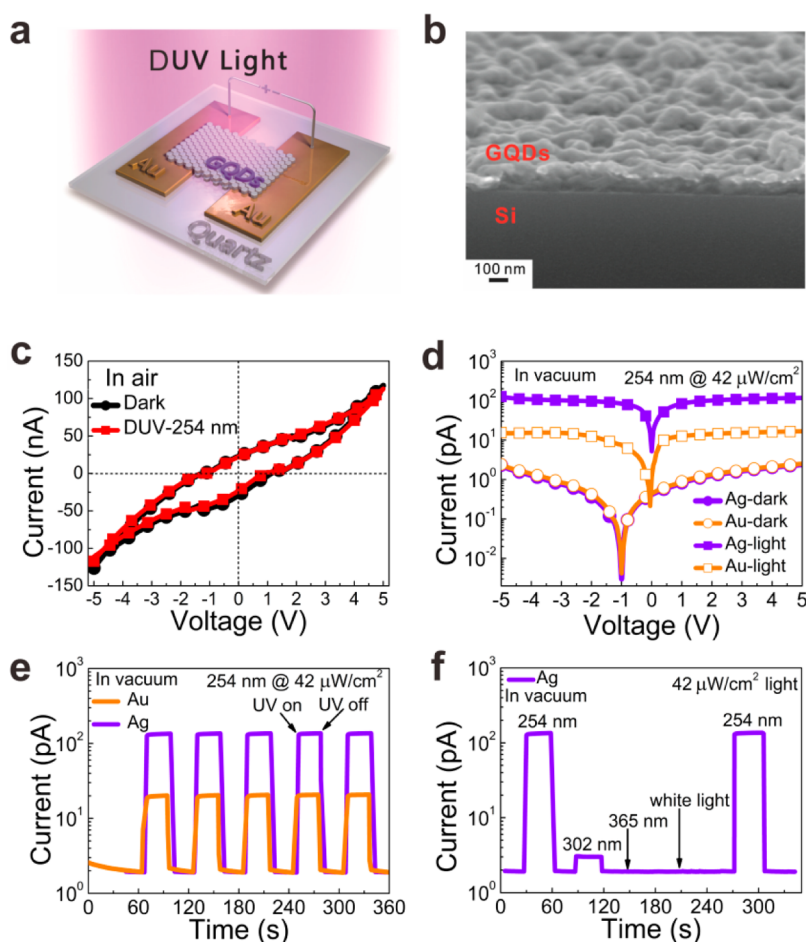 a
DUV Light
Au
GQDs
Au
Quartz
b
GQDs
Si
100 nm
c
150
100
50
0
-50
-100
-150
Current (nA)
In air
Dark
DUV-254 nm
-5 -4 -3 -2 -1 0 1 2 3 4 5
Voltage (V)
d
10³
10²
10¹
10⁰
10⁻¹
10⁻²
Current (pA)
In vacuum 254 nm @ 42 μW/cm²
Ag-dark
Au-dark
Ag-light
Au-light
-5 -4 -3 -2 -1 0 1 2 3 4 5
Voltage (V)
e
10³
10²
10¹
10⁰
Current (pA)
In vacuum 254 nm @ 42 μW/cm²
Au
Ag
UV on UV off
0 60 120 180 240 300 360
Time (s)
f
10³
10²
10¹
10⁰
Current (pA)
Ag
In vacuum 42 μW/cm² light
254 nm 254 nm
302 nm
365 nm
white light
0 60 120 180 240 300
Time (s)